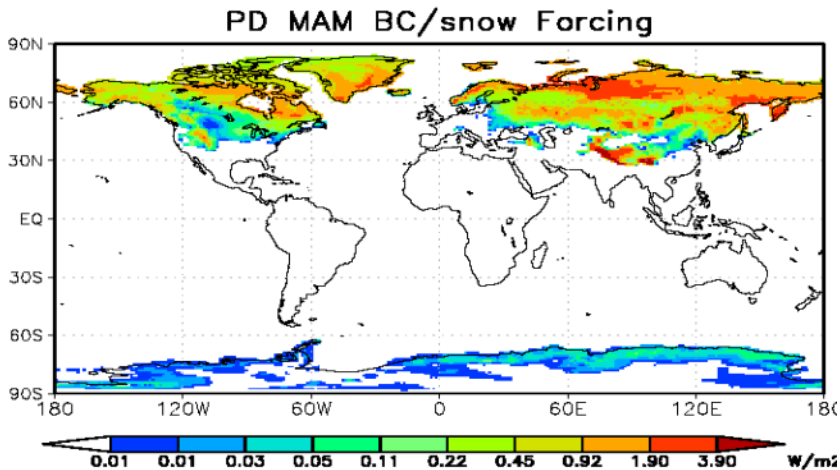 PD MAM BC/snow Forcing
90N
60N
30N
EQ
30S
60S
90S
180 120W 60W 0 60E 120E 180
0.01 0.01 0.03 0.05 0.11 0.22 0.45 0.92 1.90 3.90 W/m2